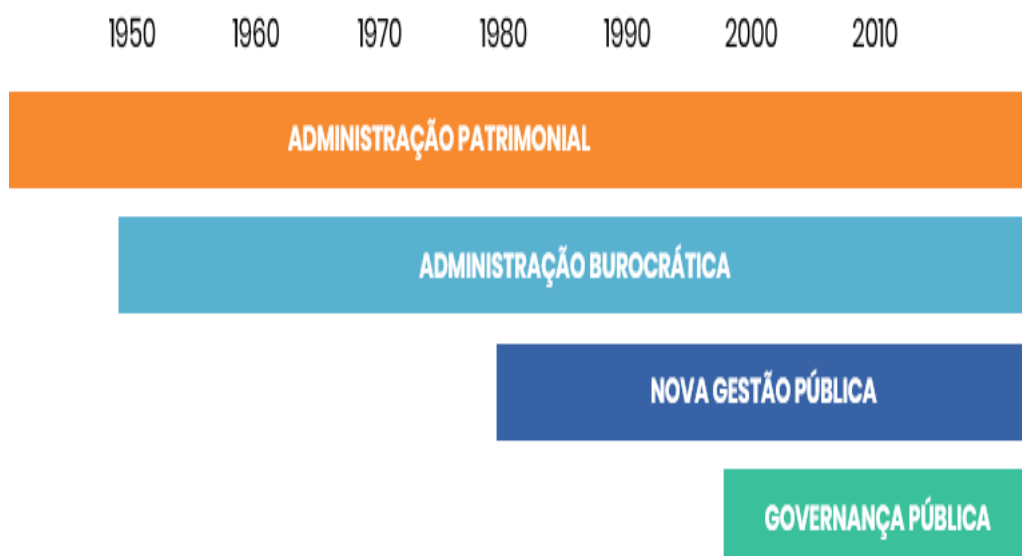 1950 1960 1970 1980 1990 2000 2010
ADMINISTRAÇÃO PATRIMONIAL
ADMINISTRAÇÃO BUROCRÁTICA
NOVA GESTÃO PÚBLICA
GOVERNANÇA PÚBLICA